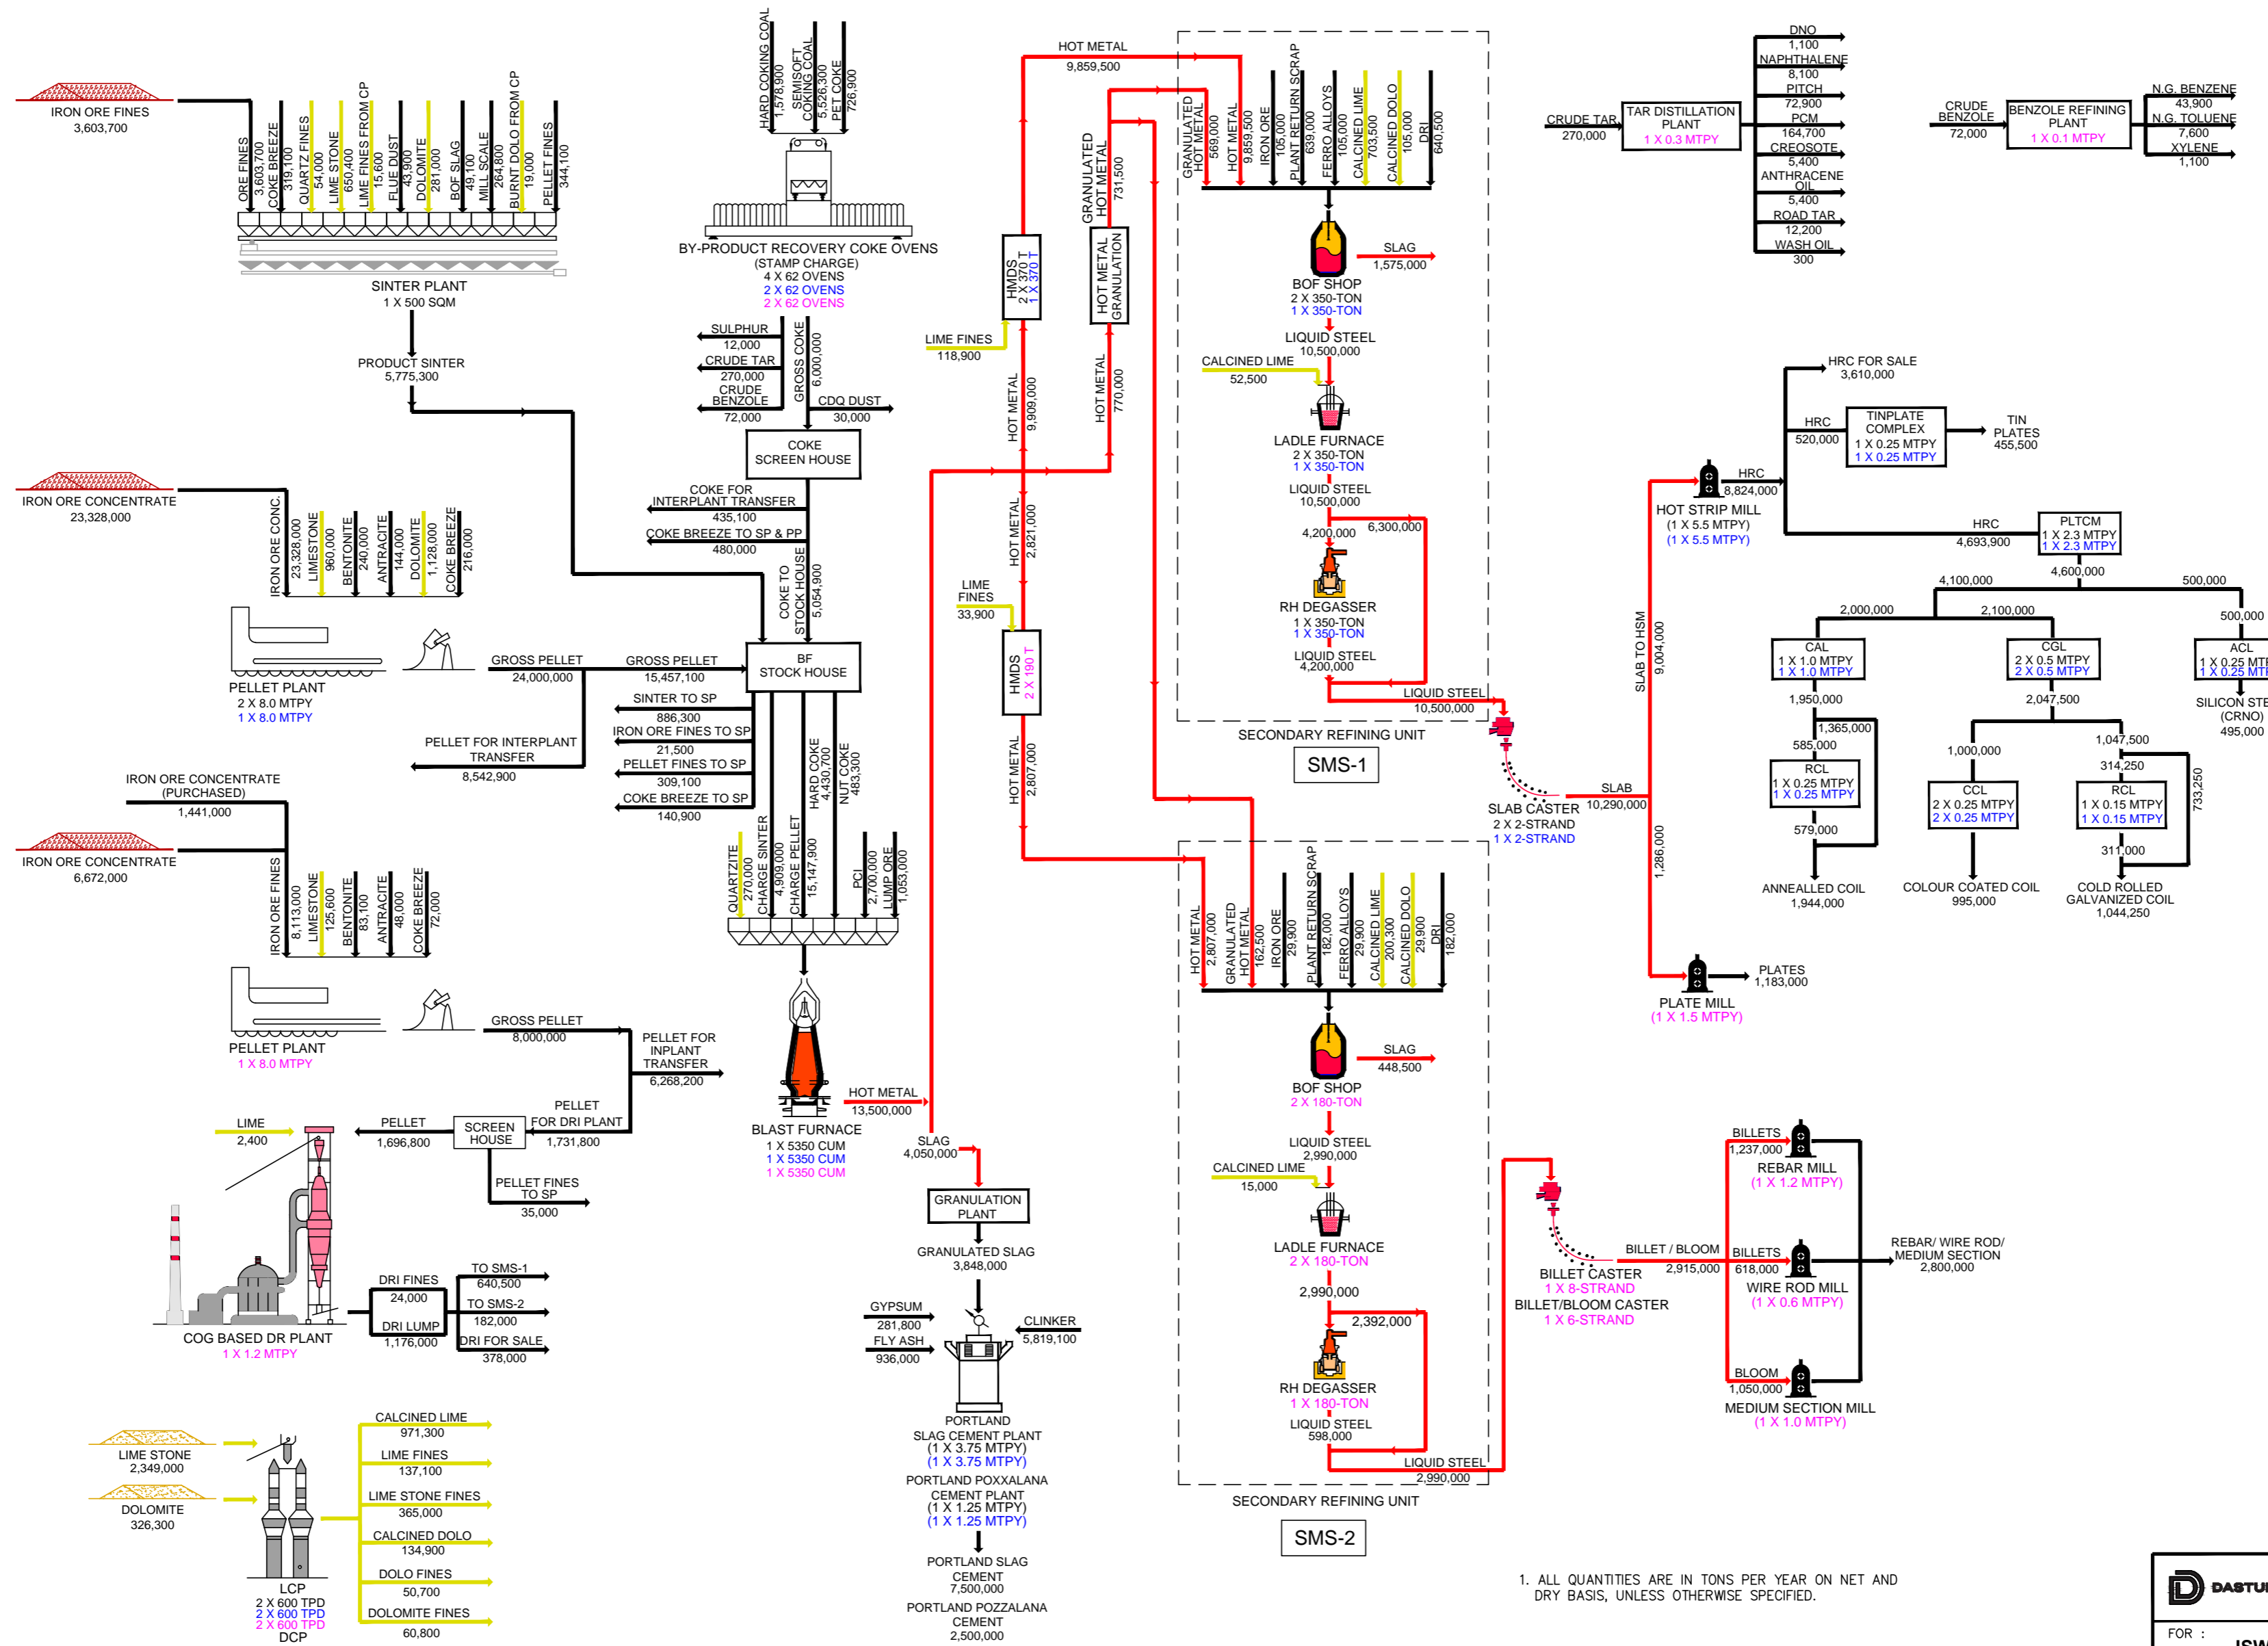 IRON ORE FINES
3,603,700
ORE FINES
3,603,700
COKE BREEZE
319,100
QUARTZ FINES
54,000
LIME STONE
650,400
LIME FINES FROM CP
15,600
FLUE DUST
43,900
DOLOMITE
281,000
BOF SLAG
49,100
MILL SCALE
264,800
BURNT DOLO FROM CP
19,000
PELLET FINES
344,100
SINTER PLANT
1 X 500 SQM
PRODUCT SINTER
5,775,300
HARD COKING COAL
1,578,900
SEMISOFT
COKING COAL
5,526,300
PET COKE
726,900
BY-PRODUCT RECOVERY COKE OVENS
(STAMP CHARGE)
4 X 62 OVENS
2 X 62 OVENS
2 X 62 OVENS
SULPHUR
12,000
CRUDE TAR
270,000
CRUDE
BENZOLE
72,000
GROSS COKE
6,000,000
CDQ DUST
30,000
COKE
SCREEN HOUSE
COKE FOR
INTERPLANT TRANSFER
435,100
COKE BREEZE TO SP & PP
480,000
COKE TO
STOCK HOUSE
5,054,900
IRON ORE CONCENTRATE
23,328,000
IRON ORE CONC.
23,328,000
LIMESTONE
960,000
BENTONITE
240,000
ANTRACITE
144,000
DOLOMITE
1,128,000
COKE BREEZE
216,000
PELLET PLANT
2 X 8.0 MTPY
1 X 8.0 MTPY
GROSS PELLET
24,000,000
GROSS PELLET
15,457,100
PELLET FOR INTERPLANT
TRANSFER
8,542,900
BF
STOCK HOUSE
SINTER TO SP
886,300
IRON ORE FINES TO SP
21,500
PELLET FINES TO SP
309,100
COKE BREEZE TO SP
140,900
IRON ORE CONCENTRATE
(PURCHASED)
1,441,000
IRON ORE CONCENTRATE
6,672,000
IRON ORE FINES
8,113,000
LIMESTONE
125,600
BENTONITE
83,100
ANTRACITE
48,000
COKE BREEZE
72,000
PELLET PLANT
1 X 8.0 MTPY
GROSS PELLET
8,000,000
PELLET FOR
INPLANT
TRANSFER
6,268,200
QUARTZITE
270,000
CHARGE SINTER
4,909,000
CHARGE PELLET
15,147,900
HARD COKE
4,430,700
NUT COKE
483,300
PCI
2,700,000
LUMP ORE
1,053,000
BLAST FURNACE
1 X 5350 CUM
1 X 5350 CUM
1 X 5350 CUM
HOT METAL
13,500,000
SLAG
4,050,000
LIME
2,400
PELLET
1,696,800
SCREEN
HOUSE
PELLET
FOR DRI PLANT
1,731,800
PELLET FINES
TO SP
35,000
COG BASED DR PLANT
1 X 1.2 MTPY
DRI FINES
24,000
DRI LUMP
1,176,000
TO SMS-1
640,500
TO SMS-2
182,000
DRI FOR SALE
378,000
LIME STONE
2,349,000
DOLOMITE
326,300
LCP
2 X 600 TPD
2 X 600 TPD
2 X 600 TPD
DCP
CALCINED LIME
971,300
LIME FINES
137,100
LIME STONE FINES
365,000
CALCINED DOLO
134,900
DOLO FINES
50,700
DOLOMITE FINES
60,800
GRANULATION
PLANT
GRANULATED SLAG
3,848,000
GYPSUM
281,800
FLY ASH
936,000
CLINKER
5,819,100
PORTLAND
SLAG CEMENT PLANT
(1 X 3.75 MTPY)
(1 X 3.75 MTPY)
PORTLAND POXXALANA
CEMENT PLANT
(1 X 1.25 MTPY)
(1 X 1.25 MTPY)
PORTLAND SLAG
CEMENT
7,500,000
PORTLAND POZZALANA
CEMENT
2,500,000
HOT METAL
9,859,500
HMDS
2 X 370 T
1 X 370 T
LIME FINES
118,900
HOT METAL
9,909,000
HOT METAL
2,821,000
LIME
FINES
33,900
HMDS
2 X 190 T
HOT METAL
2,807,000
GRANULATED
HOT METAL
731,500
HOT METAL
GRANULATION
HOT METAL
770,000
GRANULATED
HOT METAL
569,000
HOT METAL
9,859,500
IRON ORE
105,000
PLANT RETURN SCRAP
639,000
FERRO ALLOYS
105,000
CALCINED LIME
703,500
CALCINED DOLO
105,000
DRI
640,500
SLAG
1,575,000
BOF SHOP
2 X 350-TON
1 X 350-TON
LIQUID STEEL
10,500,000
CALCINED LIME
52,500
LADLE FURNACE
2 X 350-TON
1 X 350-TON
LIQUID STEEL
10,500,000
6,300,000
4,200,000
RH DEGASSER
1 X 350-TON
1 X 350-TON
LIQUID STEEL
4,200,000
LIQUID STEEL
10,500,000
SECONDARY REFINING UNIT
SMS-1
HOT METAL
2,807,000
GRANULATED
HOT METAL
162,500
IRON ORE
29,900
PLANT RETURN SCRAP
182,000
FERRO ALLOYS
29,900
CALCINED LIME
200,300
CALCINED DOLO
29,900
DRI
182,000
SLAG
448,500
BOF SHOP
2 X 180-TON
LIQUID STEEL
2,990,000
CALCINED LIME
15,000
LADLE FURNACE
2 X 180-TON
2,990,000
2,392,000
RH DEGASSER
1 X 180-TON
LIQUID STEEL
598,000
LIQUID STEEL
2,990,000
SECONDARY REFINING UNIT
SMS-2
SLAB CASTER
2 X 2-STRAND
1 X 2-STRAND
SLAB
10,290,000
SLAB TO HSM
9,004,000
1,286,000
HOT STRIP MILL
(1 X 5.5 MTPY)
(1 X 5.5 MTPY)
HRC
8,824,000
HRC FOR SALE
3,610,000
HRC
520,000
TINPLATE
COMPLEX
1 X 0.25 MTPY
1 X 0.25 MTPY
TIN
PLATES
455,500
HRC
4,693,900
PLTCM
1 X 2.3 MTPY
1 X 2.3 MTPY
4,600,000
4,100,000
500,000
2,000,000
2,100,000
500,000
CAL
1 X 1.0 MTPY
1 X 1.0 MTPY
1,950,000
1,365,000
585,000
RCL
1 X 0.25 MTPY
1 X 0.25 MTPY
579,000
ANNEALLED COIL
1,944,000
CGL
2 X 0.5 MTPY
2 X 0.5 MTPY
2,047,500
1,000,000
1,047,500
CCL
2 X 0.25 MTPY
2 X 0.25 MTPY
COLOUR COATED COIL
995,000
314,250
733,250
RCL
1 X 0.15 MTPY
1 X 0.15 MTPY
311,000
COLD ROLLED
GALVANIZED COIL
1,044,250
ACL
1 X 0.25 MTP
1 X 0.25 MTP
SILICON STE
(CRNO)
495,000
PLATE MILL
(1 X 1.5 MTPY)
PLATES
1,183,000
BILLET CASTER
1 X 8-STRAND
BILLET/BLOOM CASTER
1 X 6-STRAND
BILLET / BLOOM
2,915,000
BILLETS
1,237,000
REBAR MILL
(1 X 1.2 MTPY)
BILLETS
618,000
WIRE ROD MILL
(1 X 0.6 MTPY)
BLOOM
1,050,000
MEDIUM SECTION MILL
(1 X 1.0 MTPY)
REBAR/ WIRE ROD/
MEDIUM SECTION
2,800,000
CRUDE TAR
270,000
TAR DISTILLATION
PLANT
1 X 0.3 MTPY
DNO
1,100
NAPHTHALENE
8,100
PITCH
72,900
PCM
164,700
CREOSOTE
5,400
ANTHRACENE
OIL
5,400
ROAD TAR
12,200
WASH OIL
300
CRUDE
BENZOLE
72,000
BENZOLE REFINING
PLANT
1 X 0.1 MTPY
N.G. BENZENE
43,900
N.G. TOLUENE
7,600
XYLENE
1,100
1. ALL QUANTITIES ARE IN TONS PER YEAR ON NET AND
DRY BASIS, UNLESS OTHERWISE SPECIFIED.
DASTU
FOR :